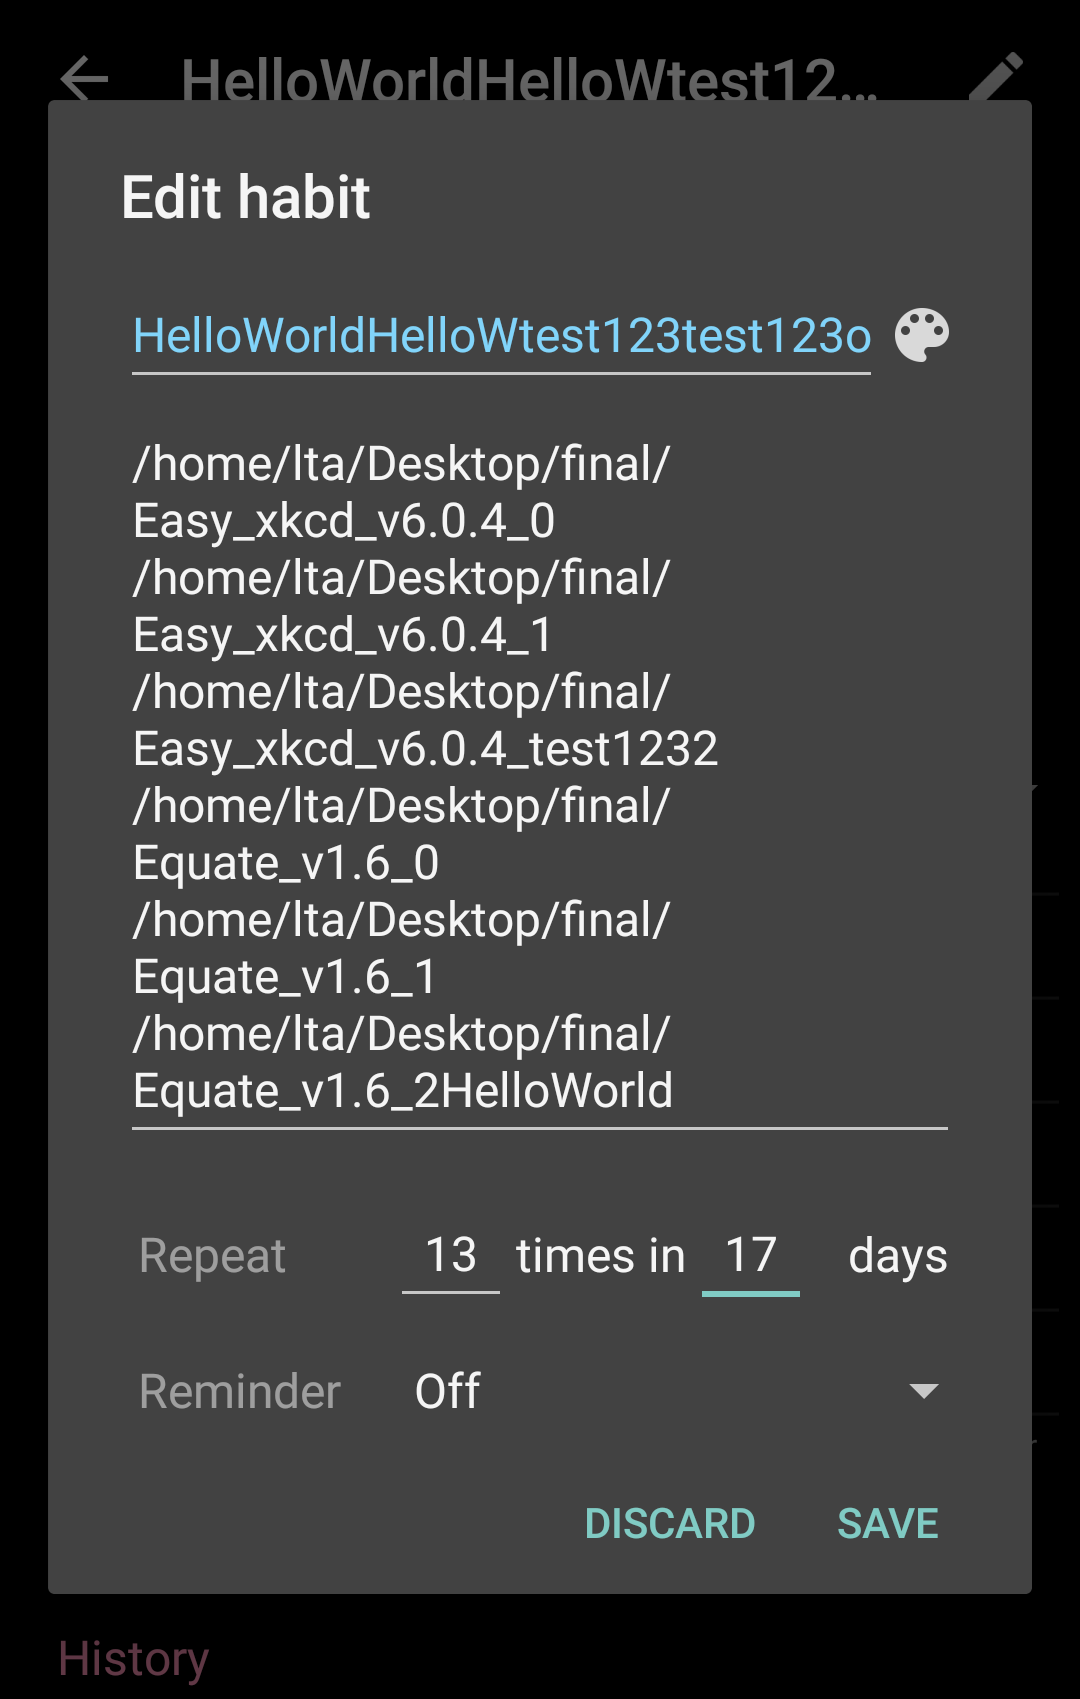 HelloWorldHelloWtest12...
Edit habit
HelloWorldHelloWtest123test123o
/home/lta/Desktop/final/
Easy_xkcd_v6.0.4_0
/home/lta/Desktop/final/
Easy_xkcd_v6.0.4_1
/home/lta/Desktop/final/
Easy_xkcd_v6.0.4_test1232
/home/lta/Desktop/final/
Equate_v1.6_0
/home/lta/Desktop/final/
Equate_v1.6_1
/home/lta/Desktop/final/
Equate_v1.6_2HelloWorld
Repeat 13 times in 17 days
Reminder Off
DISCARD SAVE
History